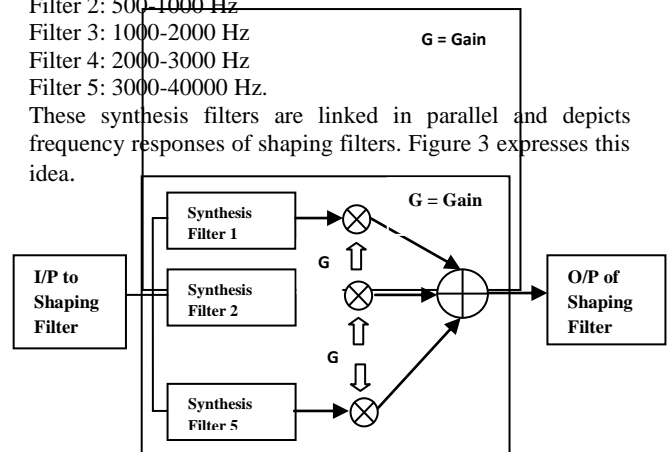 Filter 2: 500-1000 Hz
Filter 3: 1000-2000 Hz
Filter 4: 2000-3000 Hz
Filter 5: 3000-40000 Hz.
These synthesis filters are linked in parallel and depicts
frequency responses of shaping filters. Figure 3 expresses this
idea.
G = Gain
G = Gain
Synthesis
Filter 1
G
I/P to
Shaping
Filter
Synthesis
Filter 2
O/P of
Shaping
Filter
G
Synthesis
Filter 5